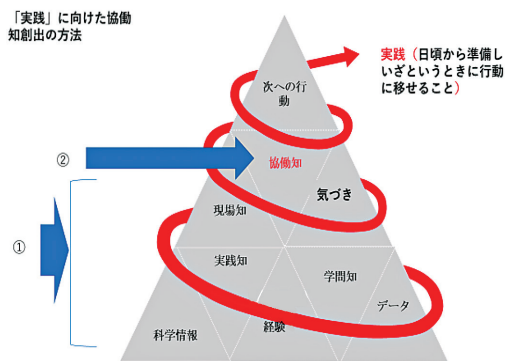 「実践」に向けた協働
知創出の方法
実践（日頃から準備し
いざというときに行動
に移せること）
次への行
動
②
協働知
気づき
現場知
①
実践知
学問知
データ
科学情報
経験